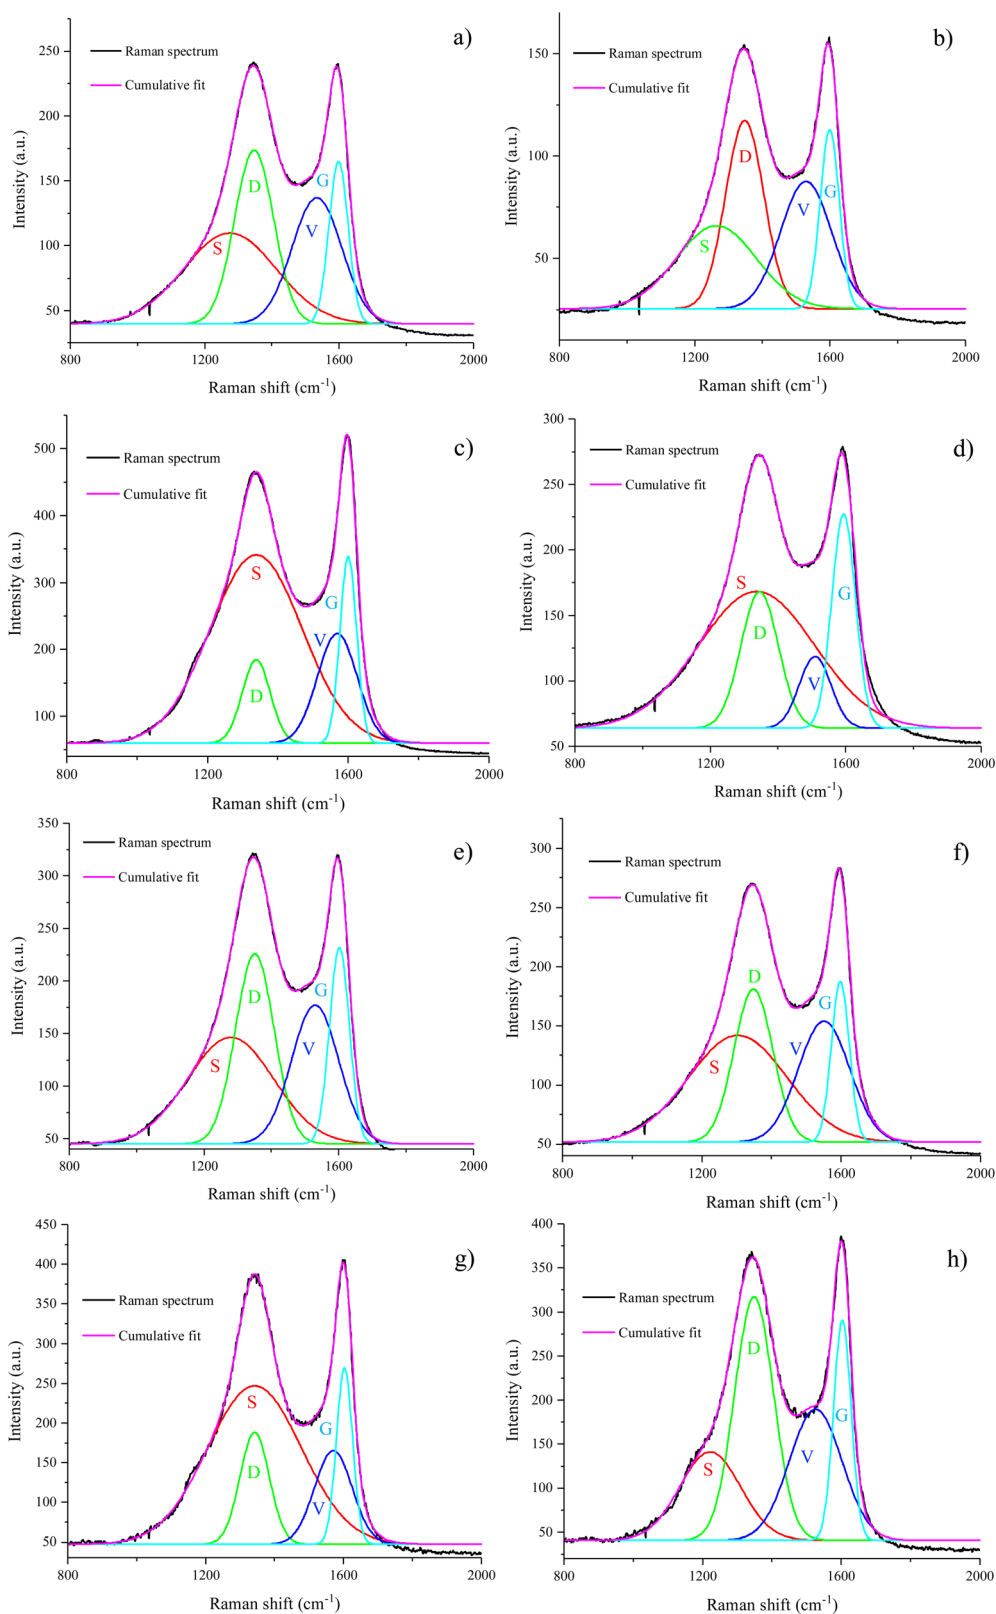 a)
Raman spectrum
Cumulative fit
250
200
150
100
50
Intensity (a.u.)
S
D
V
G
800
1200
1600
2000
Raman shift (cm-1)
b)
Raman spectrum
Cumulative fit
150
100
50
Intensity (a.u.)
S
D
V
G
800
1200
1600
2000
Raman shift (cm-1)
c)
Raman spectrum
Cumulative fit
500
400
300
200
100
Intensity (a.u.)
S
D
V
G
800
1200
1600
2000
Raman shift (cm-1)
d)
Raman spectrum
Cumulative fit
300
250
200
150
100
50
Intensity (a.u.)
S
D
V
G
800
1200
1600
2000
Raman shift (cm-1)
e)
Raman spectrum
Cumulative fit
350
300
250
200
150
100
50
Intensity (a.u.)
S
D
V
G
800
1200
1600
2000
Raman shift (cm-1)
f)
Raman spectrum
Cumulative fit
300
250
200
150
100
50
Intensity (a.u.)
S
D
V
G
800
1200
1600
2000
Raman shift (cm-1)
g)
Raman spectrum
Cumulative fit
450
400
350
300
250
200
150
100
50
Intensity (a.u.)
S
D
V
G
800
1200
1600
2000
Raman shift (cm-1)
h)
Raman spectrum
Cumulative fit
400
350
300
250
200
150
100
50
Intensity (a.u.)
S
D
V
G
800
1200
1600
2000
Raman shift (cm-1)